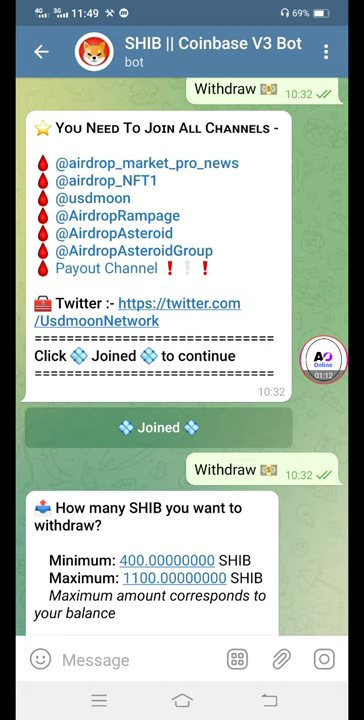 4G 3G 11:49 69%
SHIB || Coinbase V3 Bot
bot
Withdraw 💵 10:32
⭐ You Need To Join All Channels -
🩸 @airdrop_market_pro_news
🩸 @airdrop_NFT1
🩸 @usdmoon
🩸 @AirdropRampage
🩸 @AirdropAsteroid
🩸 @AirdropAsteroidGroup
🩸 Payout Channel ❗❕❗
🧰 Twitter :- https://twitter.com
/UsdmoonNetwork
==============================
Click 💠 Joined 💠 to continue
==============================
10:32
AO
Online
01:12
💠 Joined 💠
Withdraw 💵 10:32
📤 How many SHIB you want to
withdraw?
Minimum: 400.00000000 SHIB
Maximum: 1100.00000000 SHIB
Maximum amount corresponds to
your balance
Message